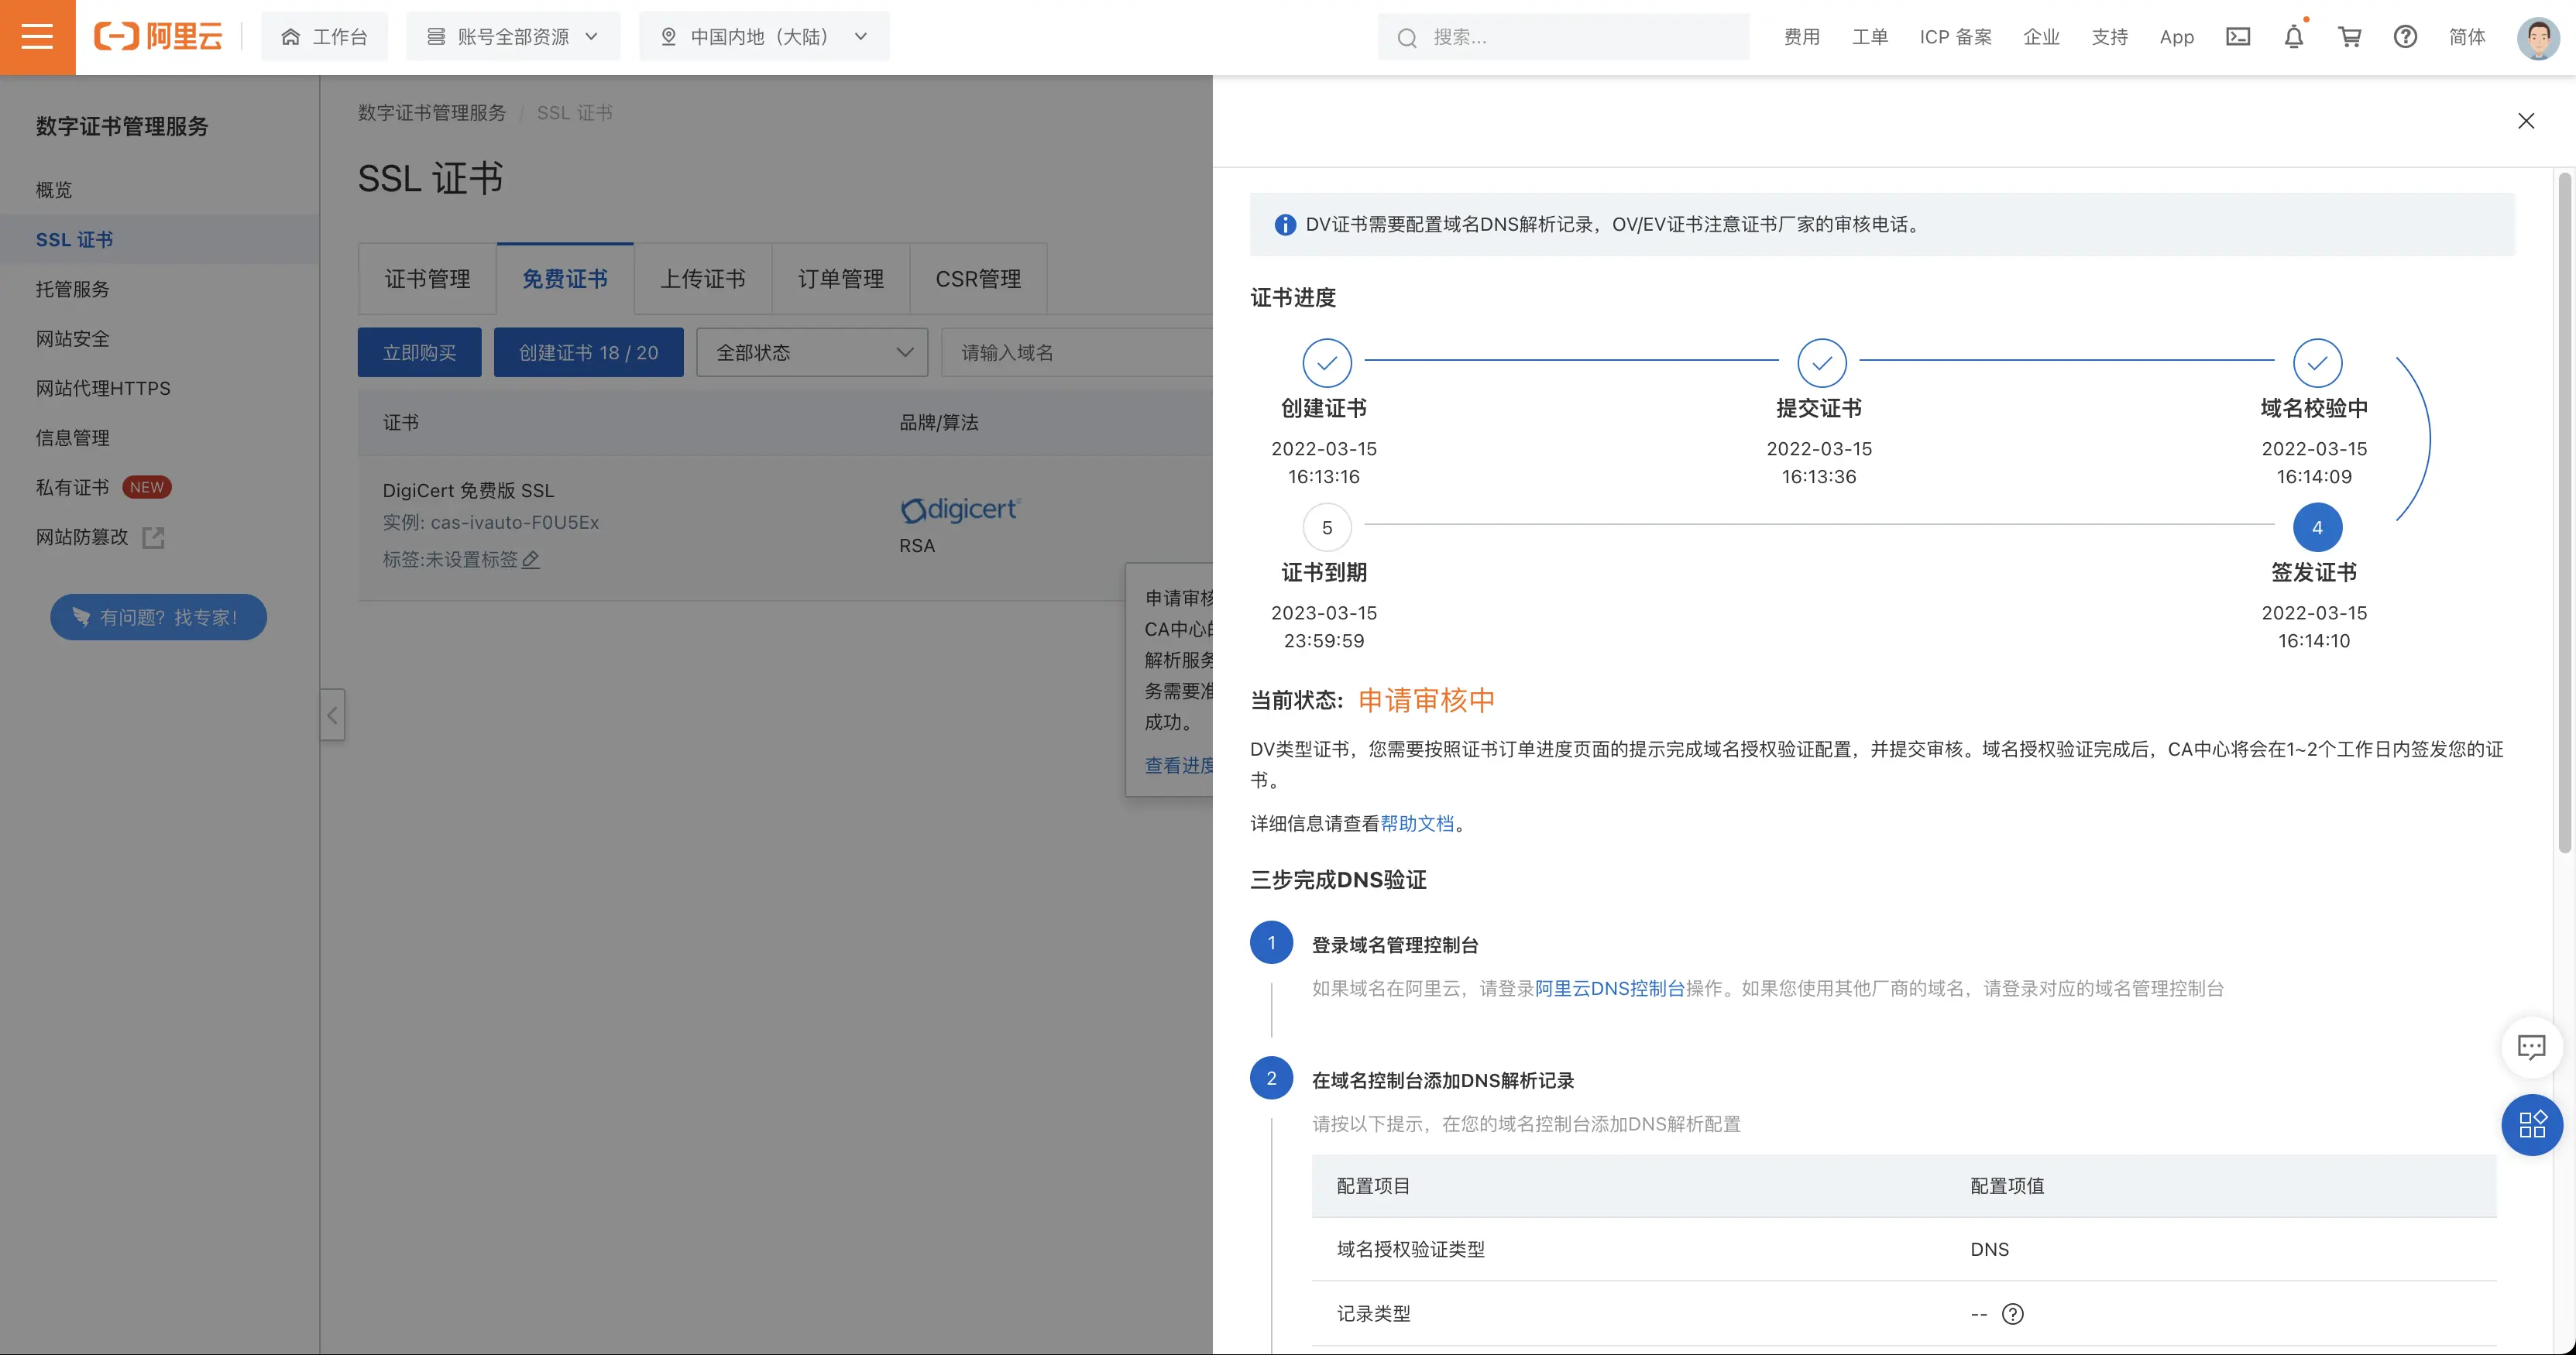 阿里云
工作台
账号全部资源
中国内地（大陆）
搜索...
费用
工单
ICP 备案
企业
支持
App
简体
数字证书管理服务
概览
SSL 证书
托管服务
网站安全
网站代理HTTPS
信息管理
私有证书 NEW
网站防篡改
有问题？找专家！
数字证书管理服务 / SSL 证书
SSL 证书
证书管理
免费证书
上传证书
订单管理
CSR管理
立即购买
创建证书 18 / 20
全部状态
请输入域名
证书
品牌/算法
DigiCert 免费版 SSL
实例: cas-ivauto-F0U5Ex
标签:未设置标签
digicert
RSA
申请审核
CA中心
解析服务
务需要准
成功。
查看进度
DV证书需要配置域名DNS解析记录，OV/EV证书注意证书厂家的审核电话。
证书进度
创建证书
2022-03-15
16:13:16
提交证书
2022-03-15
16:13:36
域名校验中
2022-03-15
16:14:09
5
证书到期
2023-03-15
23:59:59
4
签发证书
2022-03-15
16:14:10
当前状态: 申请审核中
DV类型证书，您需要按照证书订单进度页面的提示完成域名授权验证配置，并提交审核。域名授权验证完成后，CA中心将会在1~2个工作日内签发您的证
书。
详细信息请查看帮助文档。
三步完成DNS验证
1
登录域名管理控制台
如果域名在阿里云，请登录阿里云DNS控制台操作。如果您使用其他厂商的域名，请登录对应的域名管理控制台
2
在域名控制台添加DNS解析记录
请按以下提示，在您的域名控制台添加DNS解析配置
配置项目
配置项值
域名授权验证类型
DNS
记录类型
--